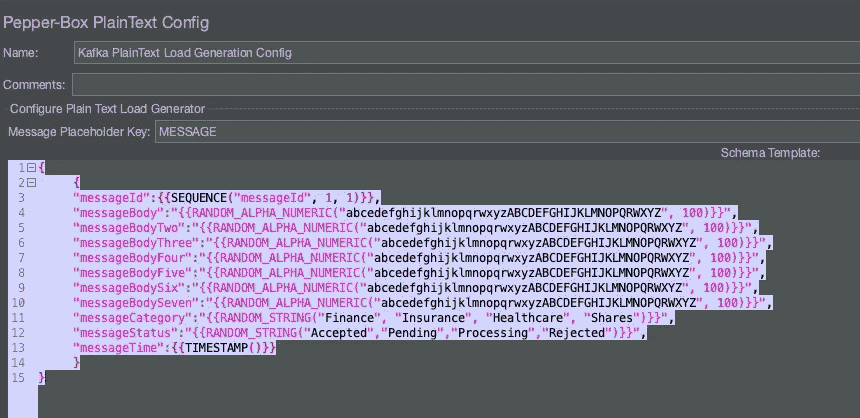 Pepper-Box PlainText Config
Name: Kafka PlainText Load Generation Config
Comments:
Configure Plain Text Load Generator
Message Placeholder Key: MESSAGE
Schema Template:
1 {
2 {
3 "messageId":{{SEQUENCE("messageId", 1, 1)}},
4 "messageBody":"{{RANDOM_ALPHA_NUMERIC("abcedefghijklmnopqrwxyzABCDEFGHIJKLMNOPQRWXYZ", 100)}}",
5 "messageBodyTwo":"{{RANDOM_ALPHA_NUMERIC("abcedefghijklmnopqrwxyzABCDEFGHIJKLMNOPQRWXYZ", 100)}}",
6 "messageBodyThree":"{{RANDOM_ALPHA_NUMERIC("abcedefghijklmnopqrwxyzABCDEFGHIJKLMNOPQRWXYZ", 100)}}",
7 "messageBodyFour":"{{RANDOM_ALPHA_NUMERIC("abcedefghijklmnopqrwxyzABCDEFGHIJKLMNOPQRWXYZ", 100)}}",
8 "messageBodyFive":"{{RANDOM_ALPHA_NUMERIC("abcedefghijklmnopqrwxyzABCDEFGHIJKLMNOPQRWXYZ", 100)}}",
9 "messageBodySix":"{{RANDOM_ALPHA_NUMERIC("abcedefghijklmnopqrwxyzABCDEFGHIJKLMNOPQRWXYZ", 100)}}",
10 "messageBodySeven":"{{RANDOM_ALPHA_NUMERIC("abcedefghijklmnopqrwxyzABCDEFGHIJKLMNOPQRWXYZ", 100)}}",
11 "messageCategory":"{{RANDOM_STRING("Finance", "Insurance", "Healthcare", "Shares")}}",
12 "messageStatus":"{{RANDOM_STRING("Accepted","Pending","Processing","Rejected")}}",
13 "messageTime":{{TIMESTAMP()}}
14 }
15 }